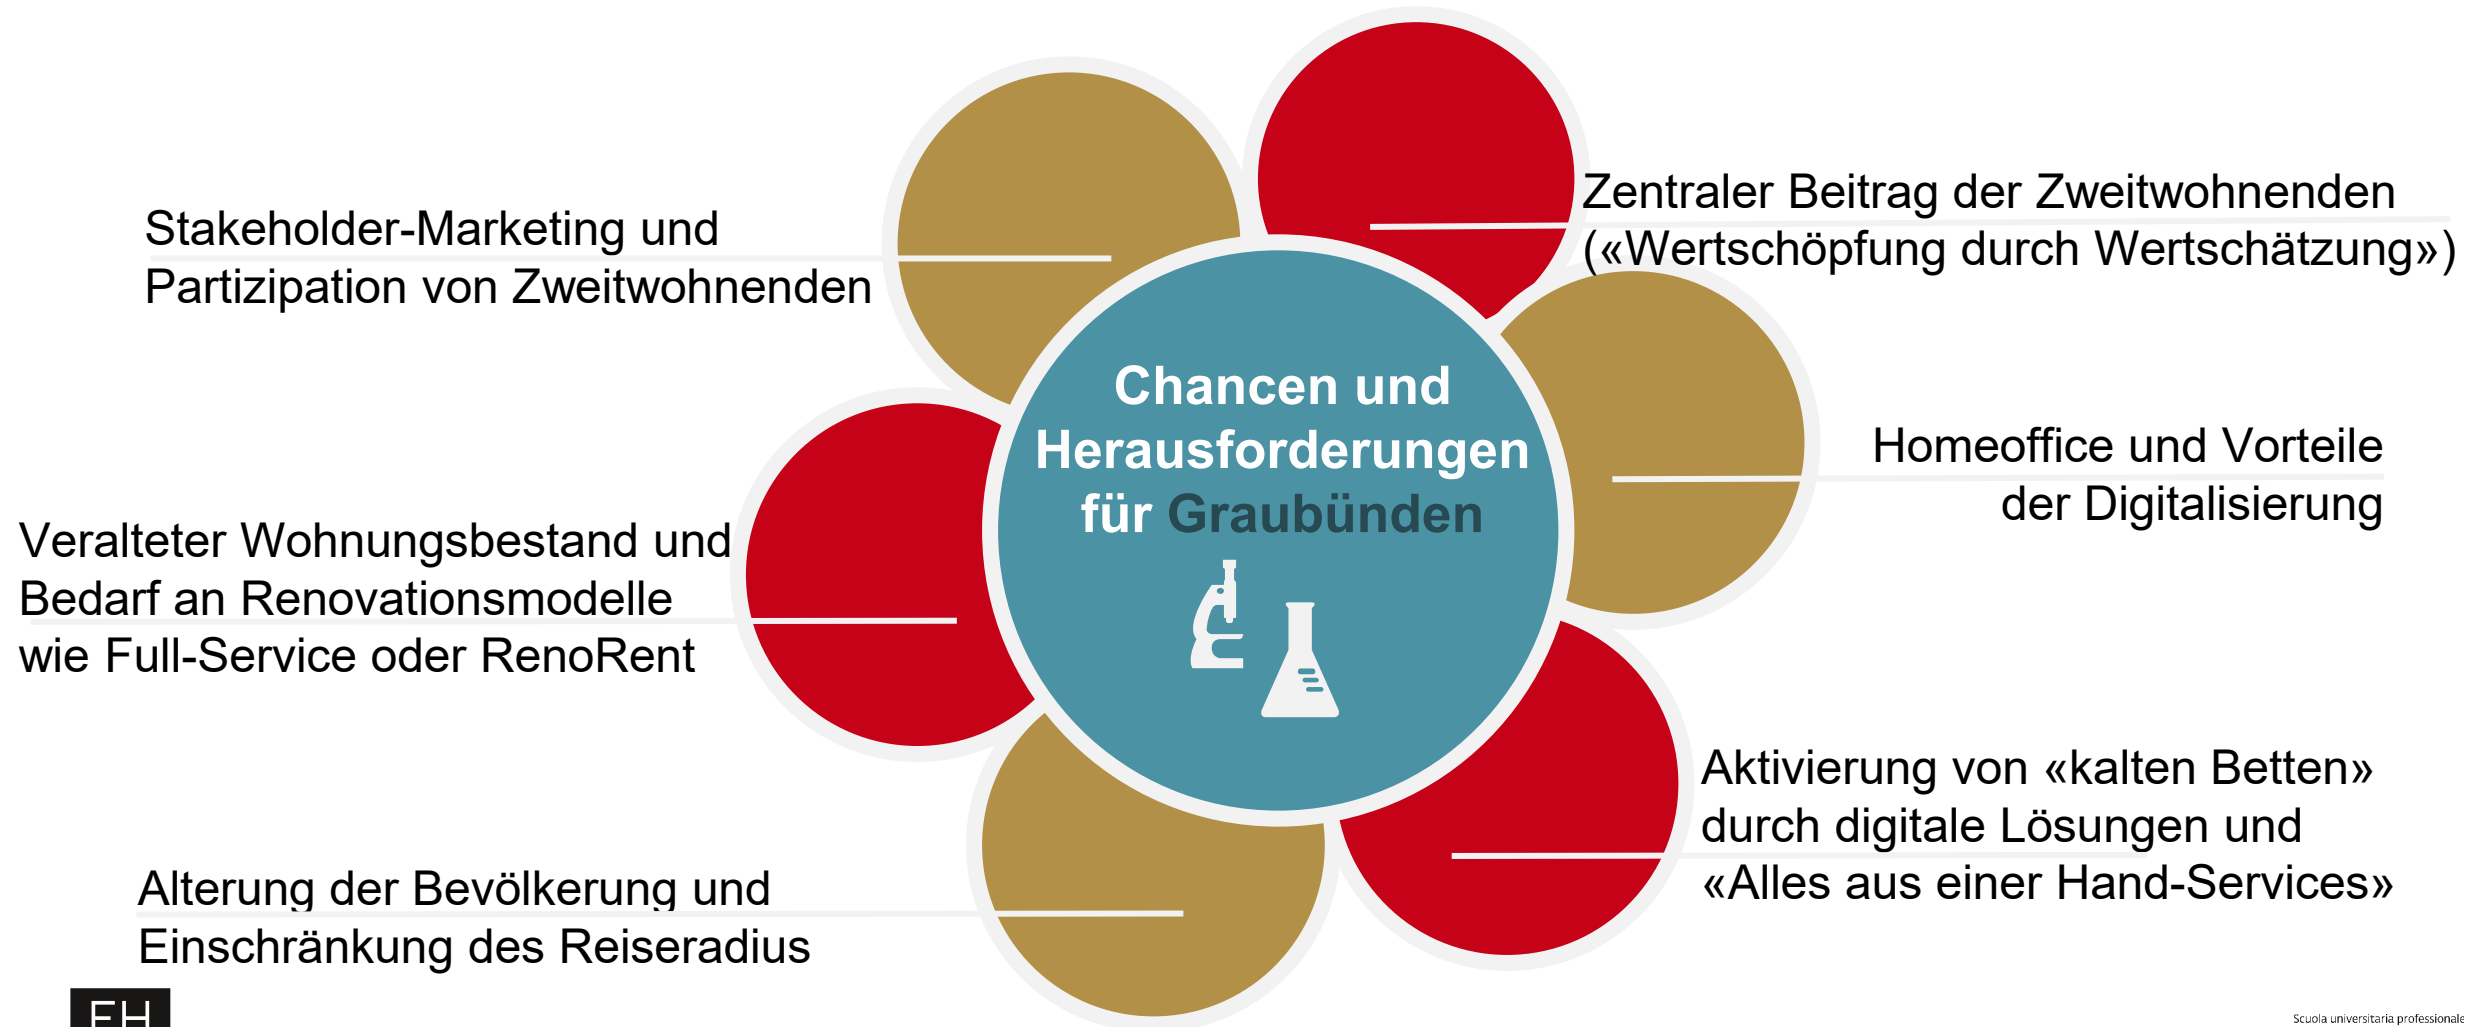 Zentraler Beitrag der Zweitwohnenden
(«Wertschöpfung durch Wertschätzung»)
Stakeholder-Marketing und
Partizipation von Zweitwohnenden
Chancen und
Herausforderungen
für Graubünden
Homeoffice und Vorteile
der Digitalisierung
Veralteter Wohnungsbestand und
Bedarf an Renovationsmodelle
wie Full-Service oder RenoRent
Aktivierung von «kalten Betten»
durch digitale Lösungen und
«Alles aus einer Hand-Services»
Alterung der Bevölkerung und
Einschränkung des Reiseradius
FH
Scuola universitaria professionale